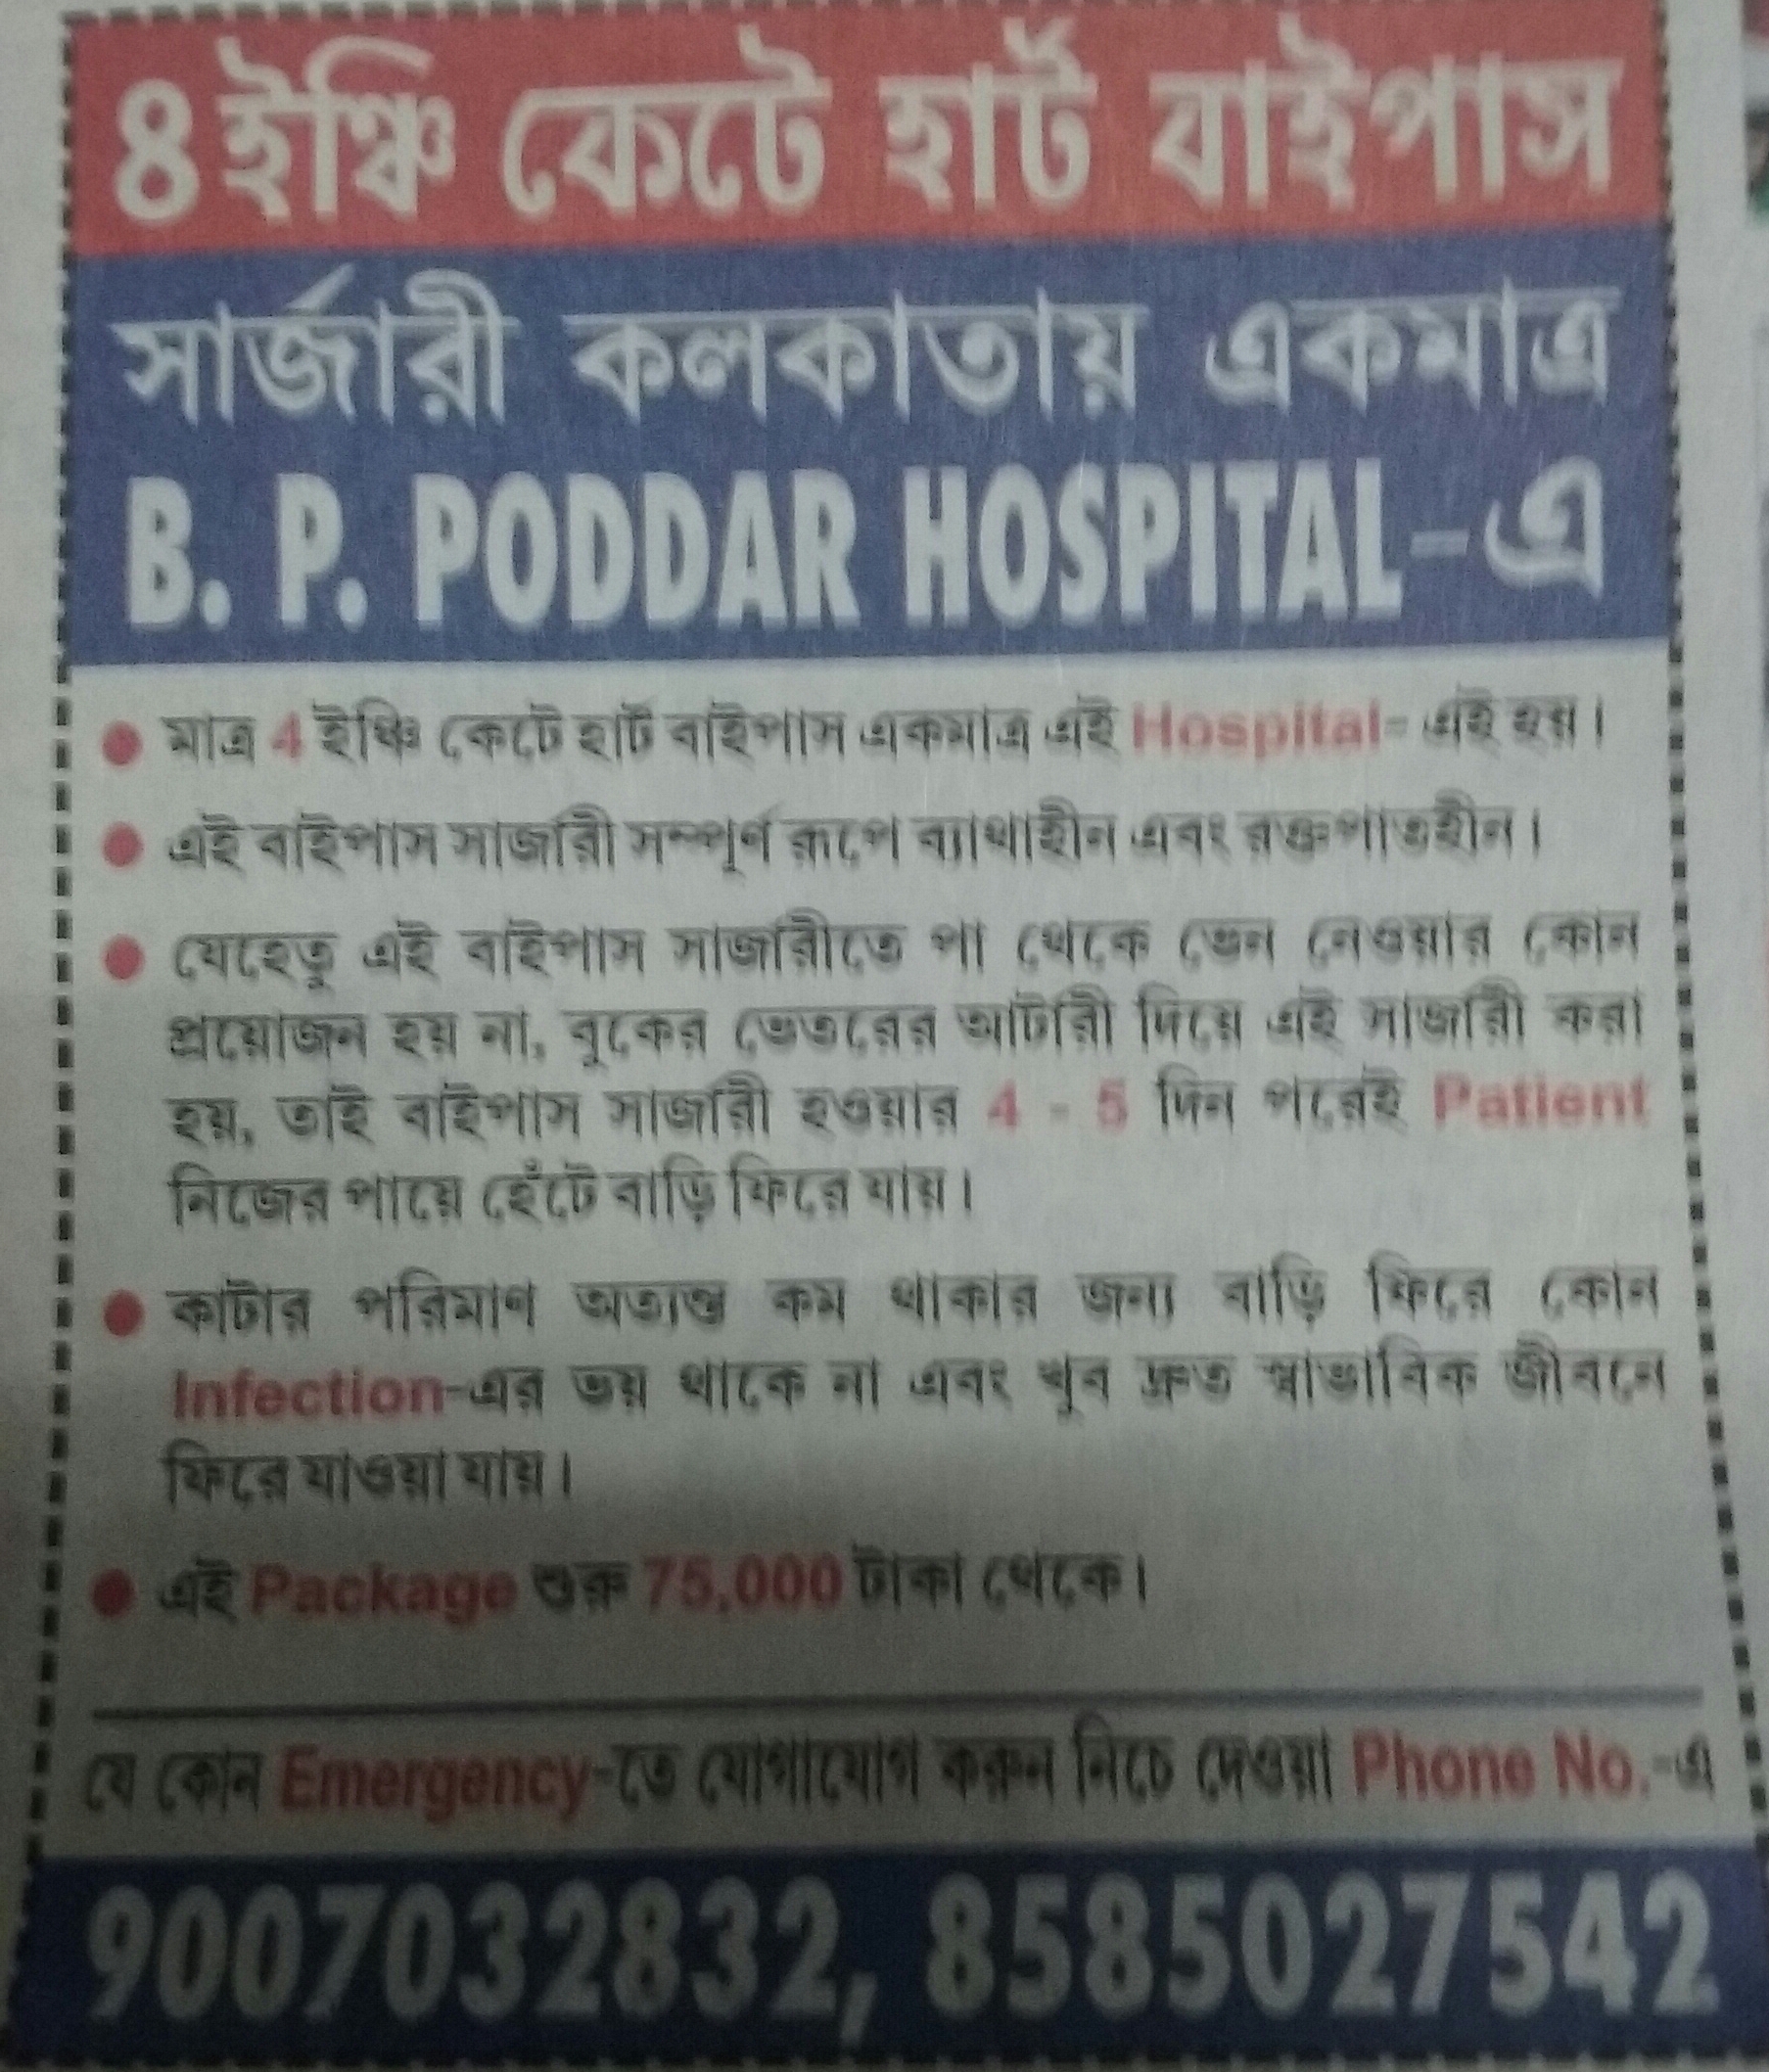 ৪ইঞ্চি কেটে হার্ট বাইপাস
সার্জারী কলকাতায় একমাত্র
B. P. PODDAR HOSPITAL-এ
● মাত্র 4 ইঞ্চি কেটে হার্ট বাইপাস একমাত্র এই Hospital- এই হয়।
● এই বাইপাস সার্জারী সম্পূর্ণ রূপে ব্যাথাহীন এবং রক্তপাতহীন।
● যেহেতু এই বাইপাস সার্জারীতে পা থেকে ভেন নেওয়ার কোন
প্রয়োজন হয় না, বুকের ভেতরের আর্টারী দিয়ে এই সার্জারী করা
হয়, তাই বাইপাস সার্জারী হওয়ার 4 - 5 দিন পরেই Patient
নিজের পায়ে হেঁটে বাড়ি ফিরে যায়।
● কাটার পরিমাণ অত্যন্ত কম থাকার জন্য বাড়ি ফিরে কোন
Infection-এর ভয় থাকে না এবং খুব দ্রুত স্বাভাবিক জীবনে
ফিরে যাওয়া যায়।
● এই Package শুরু 75,000 টাকা থেকে।
যে কোন Emergency-তে যোগাযোগ করুন নিচে দেওয়া Phone No.-এ
9007032832, 8585027542